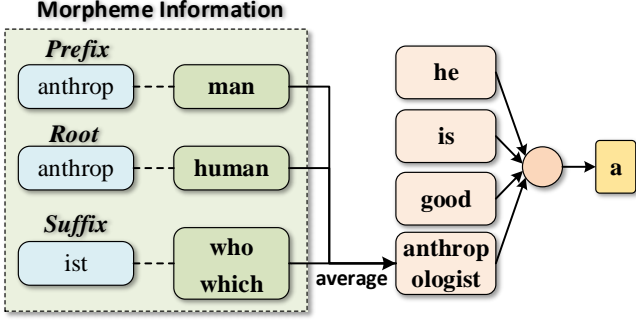 Morpheme Information
Prefix
anthrop
man
Root
anthrop
human
Suffix
ist
who
which
average
he
is
good
anthrop
ologist
a